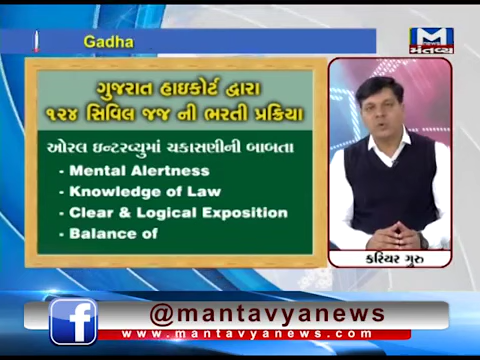 Gadha
મંતવ્ય
ગુજરાત હાઇકોર્ટ દ્વારા
૧૨૪ સિવિલ જજ ની ભરતી પ્રક્રિયા
ઓરલ ઇન્ટરવ્યુમાં ચકાસણીની બાબતા
- Mental Alertness
- Knowledge of Law
- Clear & Logical Exposition
- Balance of
કરિયર ગુરુ
@mantavyanews
www.mantavyanews.com